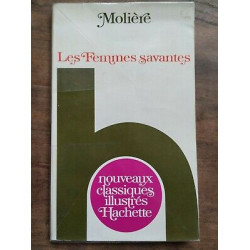 Molière
Les Femmes savantes
nouveaux
classiques
illustrés
Hachette